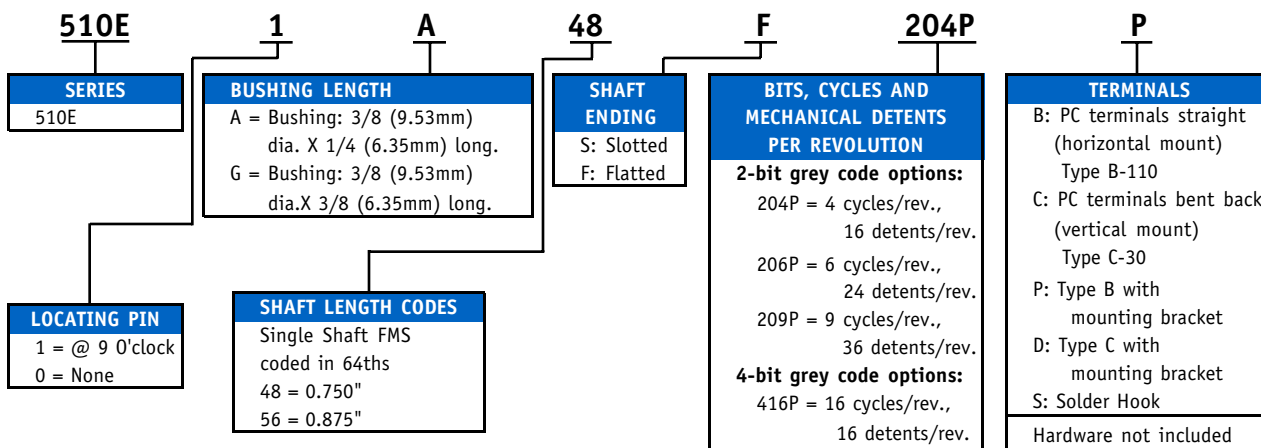 510E 1 A 48 F 204P P
SERIES
510E
BUSHING LENGTH
A = Bushing: 3/8 (9.53mm)
dia. X 1/4 (6.35mm) long.
G = Bushing: 3/8 (9.53mm)
dia.X 3/8 (6.35mm) long.
SHAFT
ENDING
S: Slotted
F: Flatted
BITS, CYCLES AND
MECHANICAL DETENTS
PER REVOLUTION
2-bit grey code options:
204P = 4 cycles/rev.,
16 detents/rev.
206P = 6 cycles/rev.,
24 detents/rev.
209P = 9 cycles/rev.,
36 detents/rev.
4-bit grey code options:
416P = 16 cycles/rev.,
16 detents/rev.
TERMINALS
B: PC terminals straight
(horizontal mount)
Type B-110
C: PC terminals bent back
(vertical mount)
Type C-30
P: Type B with
mounting bracket
D: Type C with
mounting bracket
S: Solder Hook
Hardware not included
LOCATING PIN
1 = @ 9 O'clock
0 = None
SHAFT LENGTH CODES
Single Shaft FMS
coded in 64ths
48 = 0.750"
56 = 0.875"